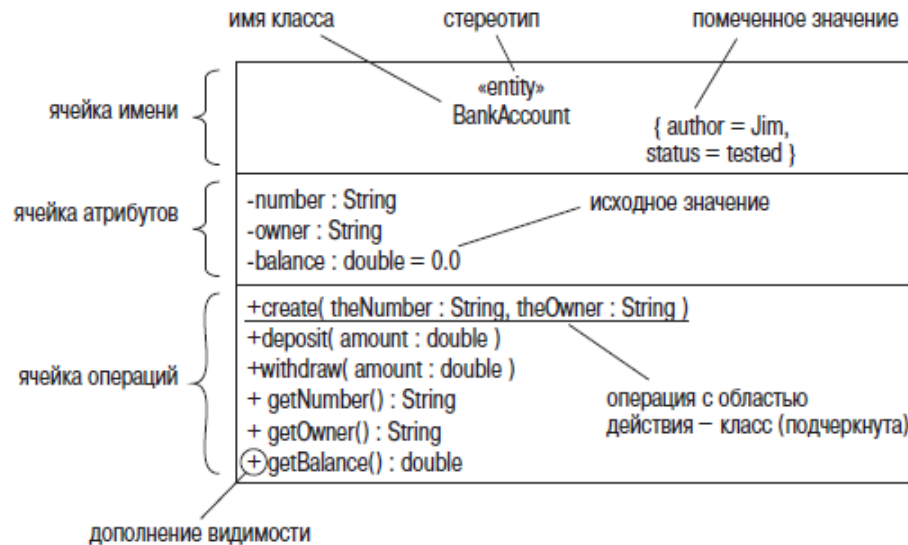 имя класса
стереотип
помеченное значение
ячейка имени
«entity»
BankAccount
{ author = Jim,
status = tested }
ячейка атрибутов
-number : String
-owner : String
-balance : double = 0.0
исходное значение
ячейка операций
+create( theNumber : String, theOwner : String )
+deposit( amount : double )
+withdraw( amount : double )
+ getNumber() : String
+ getOwner() : String
+getBalance() : double
операция с областью
действия – класс (подчеркнута)
дополнение видимости